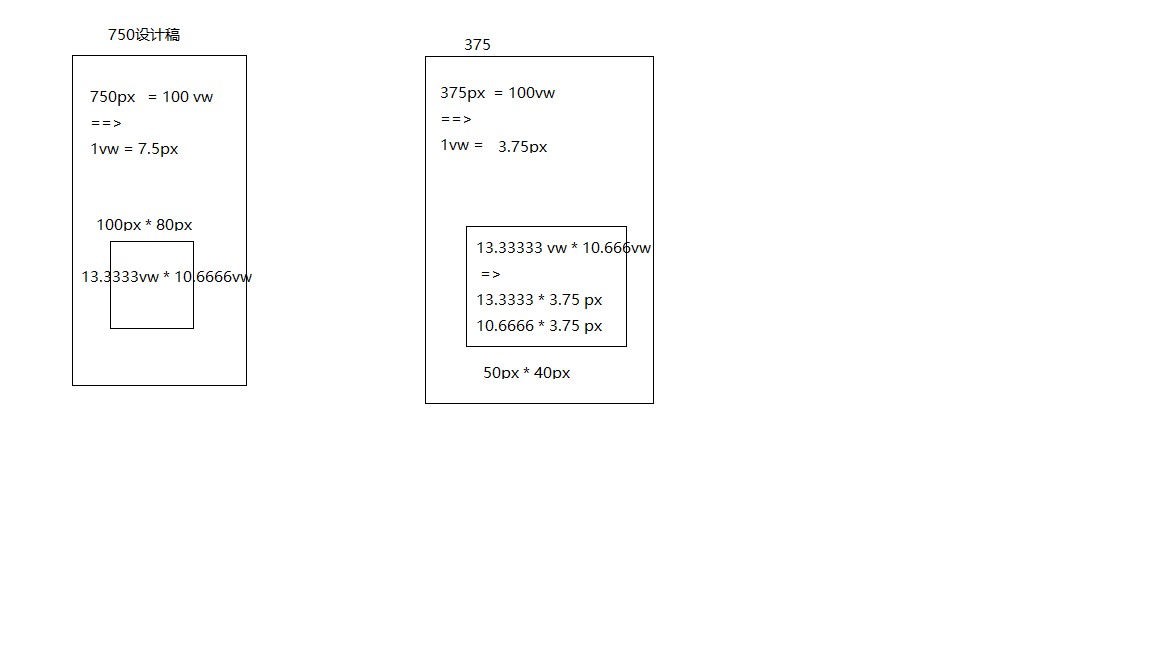 750设计稿
750px = 100 vw
==>
1vw = 7.5px
100px * 80px
13.3333vw * 10.6666vw
375
375px = 100vw
==>
1vw = 3.75px
13.33333 vw * 10.666vw
=>
13.3333 * 3.75 px
10.6666 * 3.75 px
50px * 40px